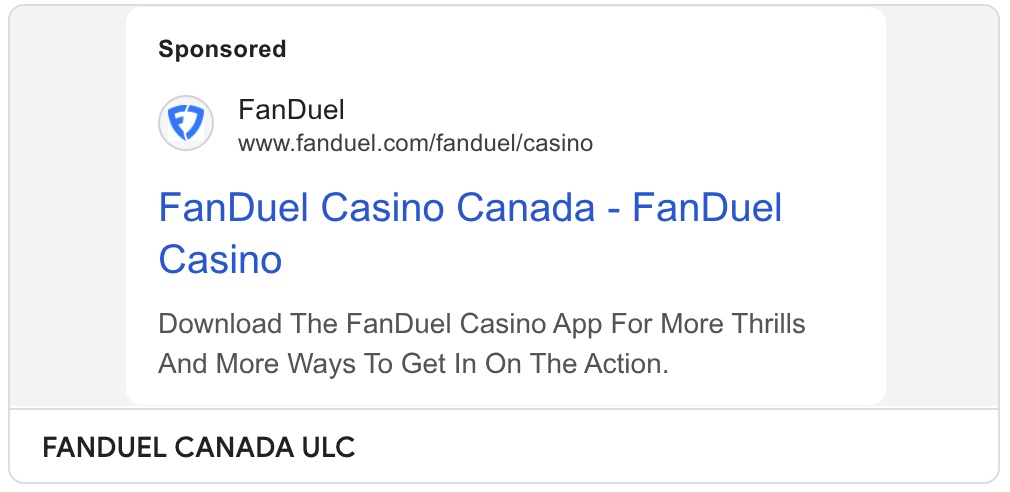 Sponsored
FanDuel
www.fanduel.com/fanduel/casino
FanDuel Casino Canada - FanDuel
Casino
Download The FanDuel Casino App For More Thrills
And More Ways To Get In On The Action.
FANDUEL CANADA ULC